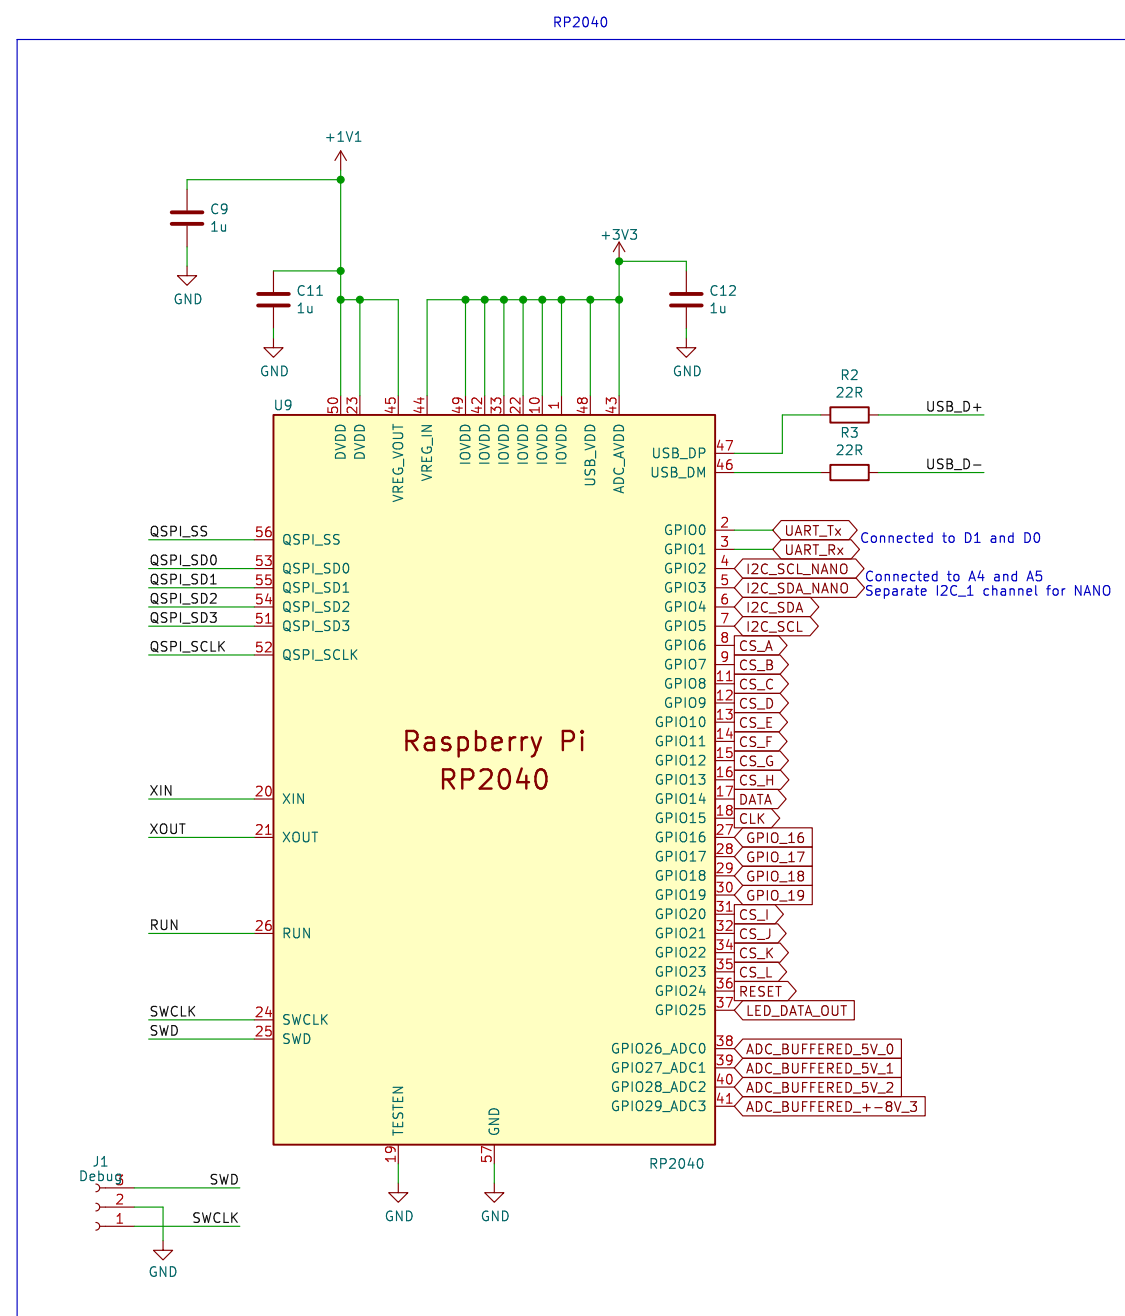 RP2040
+1V1
C9
1u
GND
+3V3
C11
1u
GND
C12
1u
GND
R2
22R
USB_D+
R3
22R
USB_D-
U9
50
23
45
44
49
42
33
22
10
1
48
43
DVDD
DVDD
VREG_VOUT
VREG_IN
IOVDD
IOVDD
IOVDD
IOVDD
IOVDD
IOVDD
USB_VDD
ADC_AVDD
USB_DP 47
USB_DM 46
QSPI_SS 56 QSPI_SS
QSPI_SD0 53 QSPI_SD0
QSPI_SD1 55 QSPI_SD1
QSPI_SD2 54 QSPI_SD2
QSPI_SD3 51 QSPI_SD3
QSPI_SCLK 52 QSPI_SCLK
XIN 20 XIN
XOUT 21 XOUT
RUN 26 RUN
SWCLK 24 SWCLK
SWD 25 SWD
Raspberry Pi
RP2040
GPIO0 2 UART_Tx
GPIO1 3 UART_Rx
Connected to D1 and D0
GPIO2 4 I2C_SCL_NANO
GPIO3 5 I2C_SDA_NANO
Connected to A4 and A5
Separate I2C_1 channel for NANO
GPIO4 6 I2C_SDA
GPIO5 7 I2C_SCL
GPIO6 8 CS_A
GPIO7 9 CS_B
GPIO8 11 CS_C
GPIO9 12 CS_D
GPIO10 13 CS_E
GPIO11 14 CS_F
GPIO12 15 CS_G
GPIO13 16 CS_H
GPIO14 17 DATA
GPIO15 18 CLK
GPIO16 27 GPIO_16
GPIO17 28 GPIO_17
GPIO18 29 GPIO_18
GPIO19 30 GPIO_19
GPIO20 31 CS_I
GPIO21 32 CS_J
GPIO22 34 CS_K
GPIO23 35 CS_L
GPIO24 36 RESET
GPIO25 37 LED_DATA_OUT
GPIO26_ADC0 38 ADC_BUFFERED_5V_0
GPIO27_ADC1 39 ADC_BUFFERED_5V_1
GPIO28_ADC2 40 ADC_BUFFERED_5V_2
GPIO29_ADC3 41 ADC_BUFFERED_+-8V_3
TESTEN
GND
19
57
RP2040
GND
GND
J1
Debug
3 SWD
2
1 SWCLK
GND